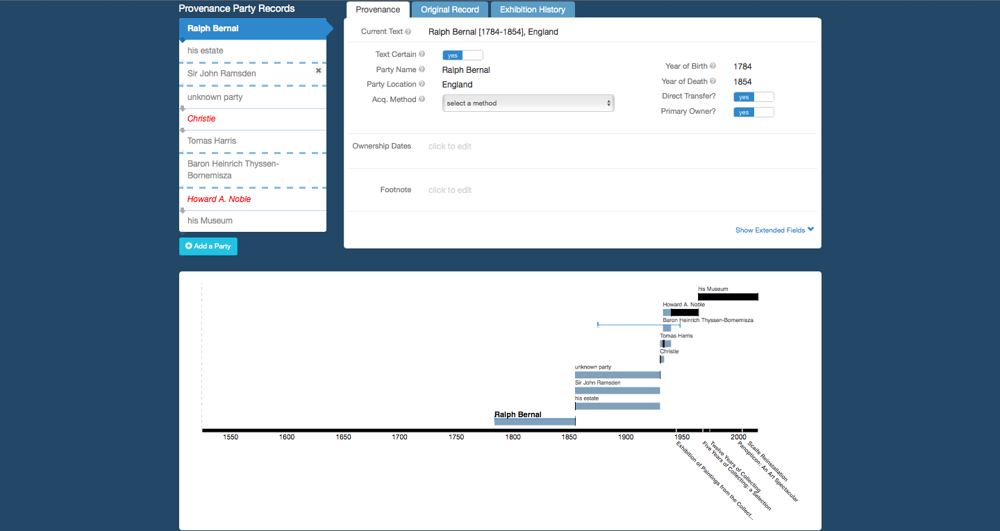 Provenance Party Records
Ralph Bernal
his estate
Sir John Ramsden
unknown party
Christie
Tomas Harris
Baron Heinrich Thyssen-
Bornemisza
Howard A. Noble
his Museum
Add a Party
Provenance Original Record Exhibition History
Current Text Ralph Bernal [1784-1854], England
Text Certain yes
Party Name Ralph Bernal
Party Location England
Acq. Method select a method
Year of Birth 1784
Year of Death 1854
Direct Transfer? yes
Primary Owner? yes
Ownership Dates click to edit
Footnote click to edit
Show Extended Fields
his Museum
Howard A. Noble
Baron Heinrich Thyssen-Bornemisza
Tomas Harris
Christie
unknown party
Sir John Ramsden
his estate
Ralph Bernal
1550 1600 1650 1700 1750 1800 1850 1900 1950 2000
Exhibition of Paintings from the Collect...
Five Years of Collecting: a Selection
Twelve Years of Collecting
Panopticon: An Art Spectacular
Scaife Reinstallation